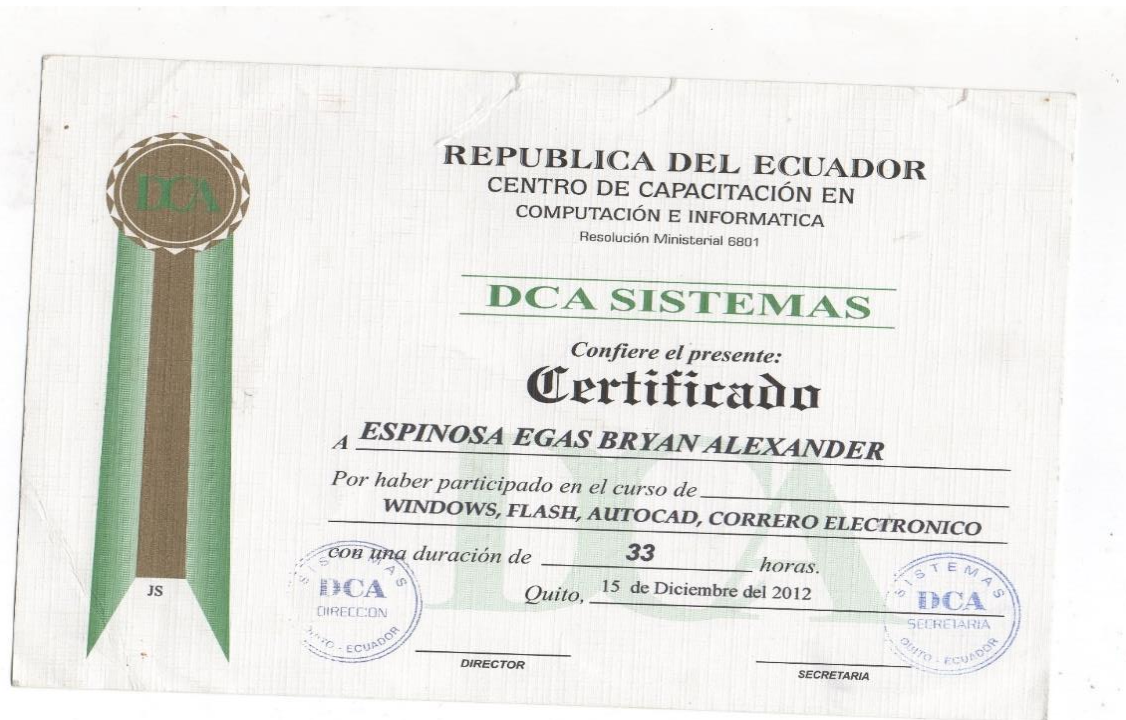 DCA
REPUBLICA DEL ECUADOR
CENTRO DE CAPACITACIÓN EN
COMPUTACIÓN E INFORMATICA
Resolución Ministerial 6801
DCA SISTEMAS
Confiere el presente:
Certificado
A ESPINOSA EGAS BRYAN ALEXANDER
Por haber participado en el curso de
WINDOWS, FLASH, AUTOCAD, CORRERO ELECTRONICO
con una duración de 33 horas.
Quito, 15 de Diciembre del 2012
DCA
JS
SISTEMAS
DCA
DIRECCION
QUITO - ECUADOR
SISTEMAS
DCA
SECRETARIA
QUITO - ECUADOR
DIRECTOR
SECRETARIA